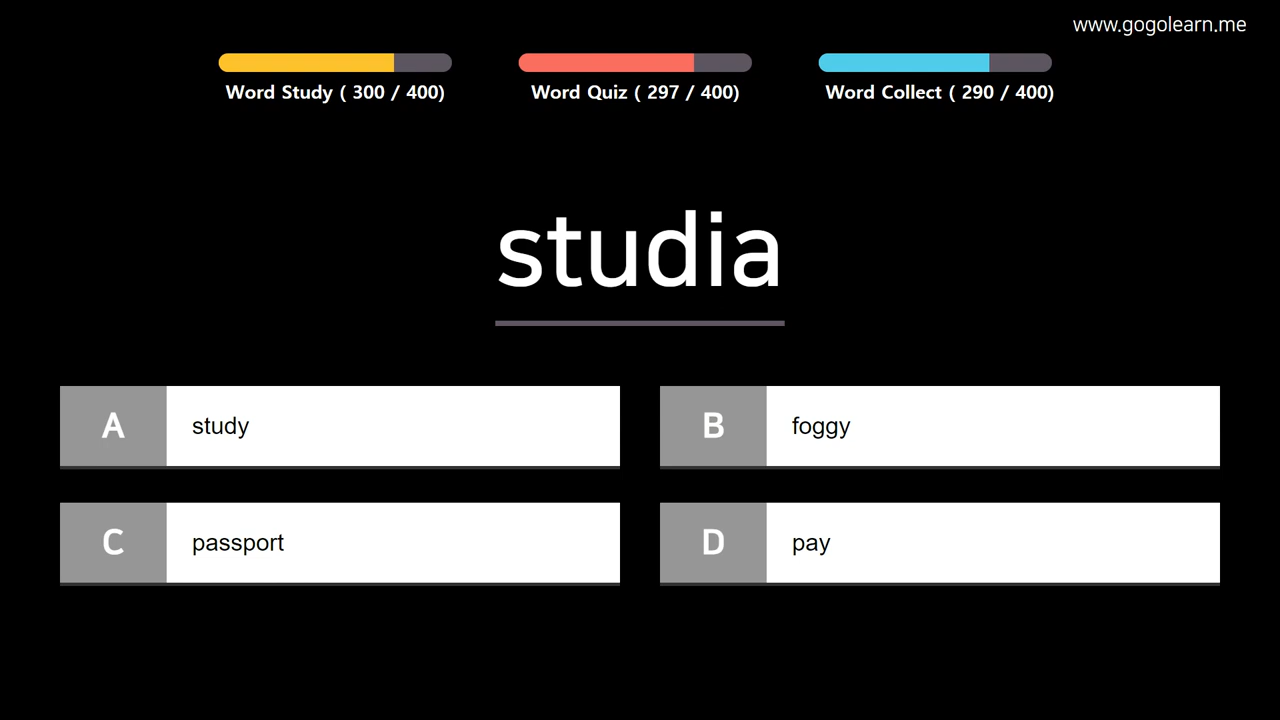 www.gogolearn.me
Word Study ( 300 / 400)
Word Quiz ( 297 / 400)
Word Collect ( 290 / 400)
studia
A study
B foggy
C passport
D pay